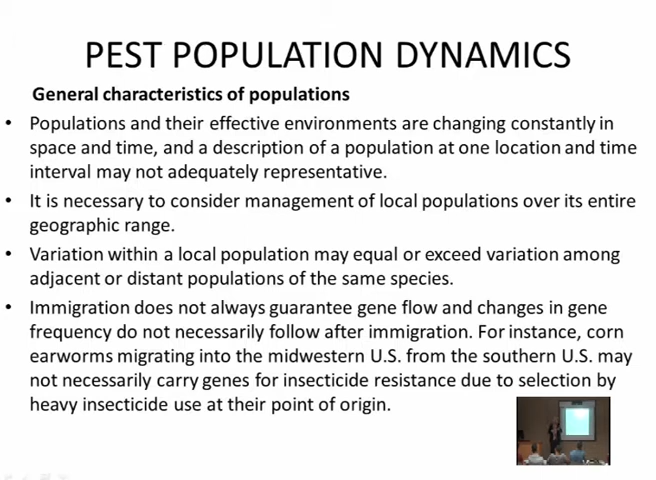 PEST POPULATION DYNAMICS
General characteristics of populations
• Populations and their effective environments are changing constantly in
space and time, and a description of a population at one location and time
interval may not adequately representative.
• It is necessary to consider management of local populations over its entire
geographic range.
• Variation within a local population may equal or exceed variation among
adjacent or distant populations of the same species.
• Immigration does not always guarantee gene flow and changes in gene
frequency do not necessarily follow after immigration. For instance, corn
earworms migrating into the midwestern U.S. from the southern U.S. may
not necessarily carry genes for insecticide resistance due to selection by
heavy insecticide use at their point of origin.